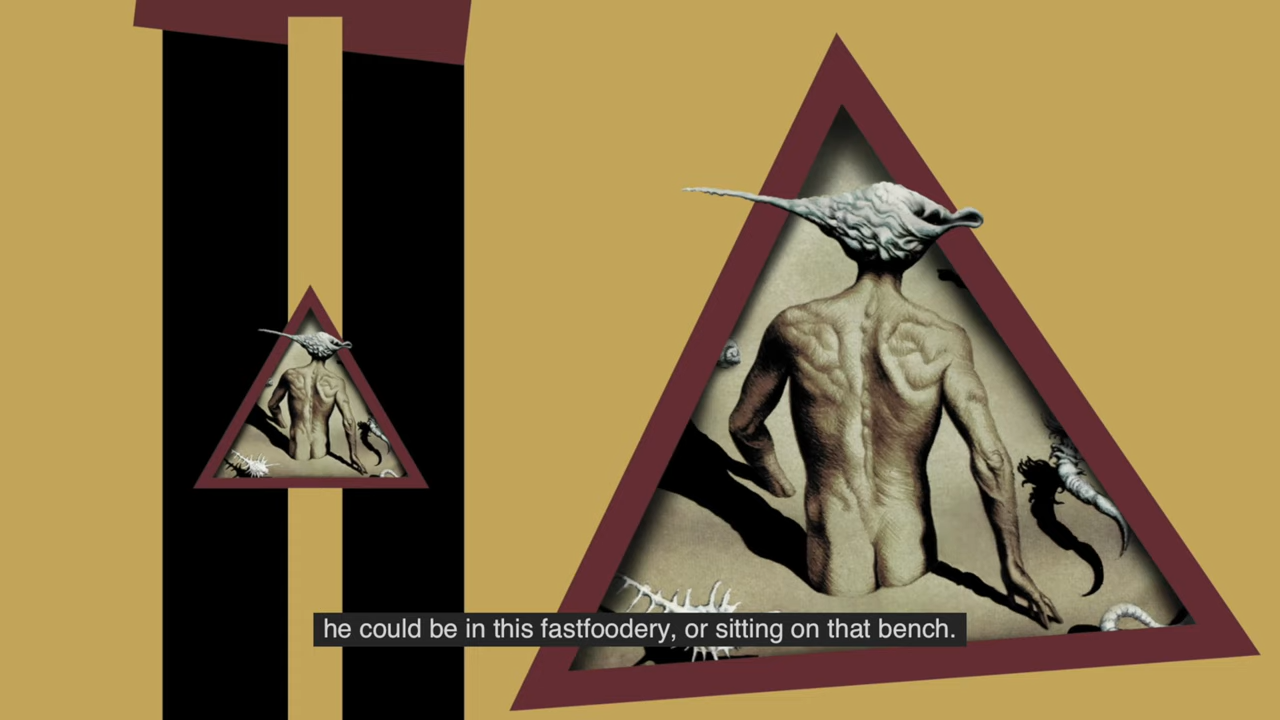 he could be in this fastfoodery, or sitting on that bench.